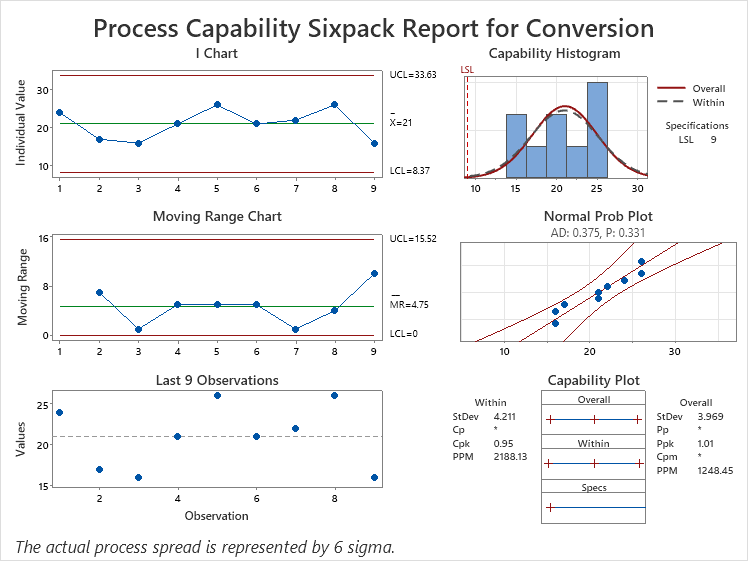 Process Capability Sixpack Report for Conversion
I Chart
Individual Value
30
20
10
1 2 3 4 5 6 7 8 9
UCL=33.63
X=21
LCL=8.37
Capability Histogram
LSL
10 15 20 25 30
Overall
Within
Specifications
LSL 9
Moving Range Chart
Moving Range
16
8
0
1 2 3 4 5 6 7 8 9
UCL=15.52
MR=4.75
LCL=0
Normal Prob Plot
AD: 0.375, P: 0.331
10 20 30
Last 9 Observations
Values
25
20
15
2 4 6 8
Observation
Capability Plot
Within
StDev 4.211
Cp *
Cpk 0.95
PPM 2188.13
Overall
Within
Specs
Overall
StDev 3.969
Pp *
Ppk 1.01
Cpm *
PPM 1248.45
The actual process spread is represented by 6 sigma.